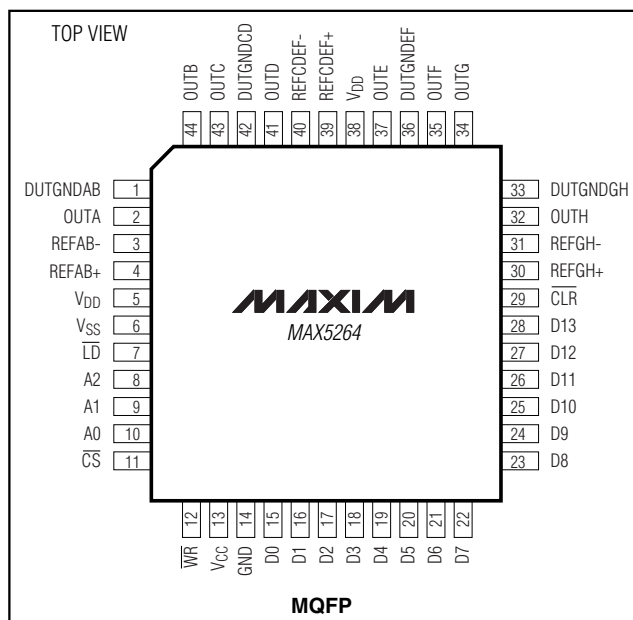 TOP VIEW
OUTB
OUTC
DUTGNDCD
OUTD
REFCDEF-
REFCDEF+
VDD
OUTE
DUTGNDEF
OUTF
OUTG
44
43
42
41
40
39
38
37
36
35
34
DUTGNDAB 1
OUTA 2
REFAB- 3
REFAB+ 4
VDD 5
VSS 6
L̅D̅ 7
A2 8
A1 9
A0 10
C̅S̅ 11
MAXIM
MAX5264
33 DUTGNDGH
32 OUTH
31 REFGH-
30 REFGH+
29 C̅L̅R̅
28 D13
27 D12
26 D11
25 D10
24 D9
23 D8
12
13
14
15
16
17
18
19
20
21
22
W̅R̅
VCC
GND
D0
D1
D2
D3
D4
D5
D6
D7
MQFP